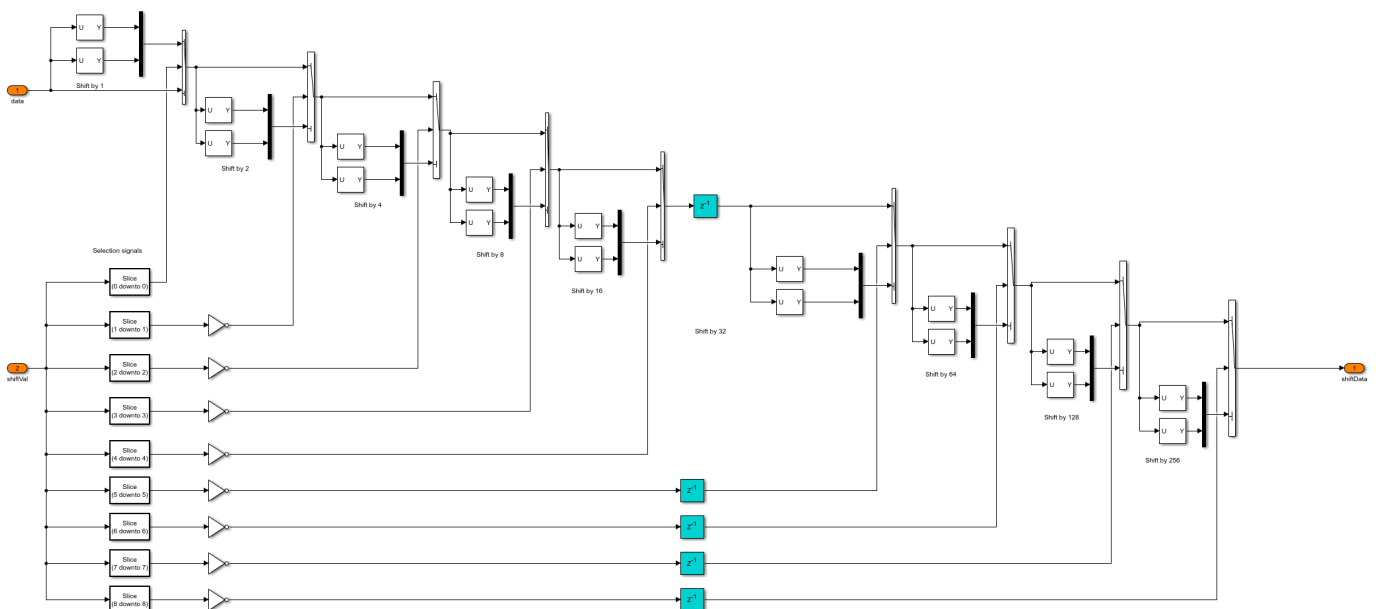 U Y
U Y
Shift by 1
1
data
U Y
U Y
Shift by 2
U Y
U Y
Shift by 4
U Y
U Y
Shift by 8
U Y
U Y
Shift by 16
z-1
U Y
U Y
Shift by 32
U Y
U Y
Shift by 64
U Y
U Y
Shift by 128
U Y
U Y
Shift by 256
1
shiftData
Selection signals
Slice
(0 downto 0)
Slice
(1 downto 1)
2
shiftVal
Slice
(2 downto 2)
Slice
(3 downto 3)
Slice
(4 downto 4)
Slice
(5 downto 5)
z-1
Slice
(6 downto 6)
z-1
Slice
(7 downto 7)
z-1
Slice
(8 downto 8)
z-1